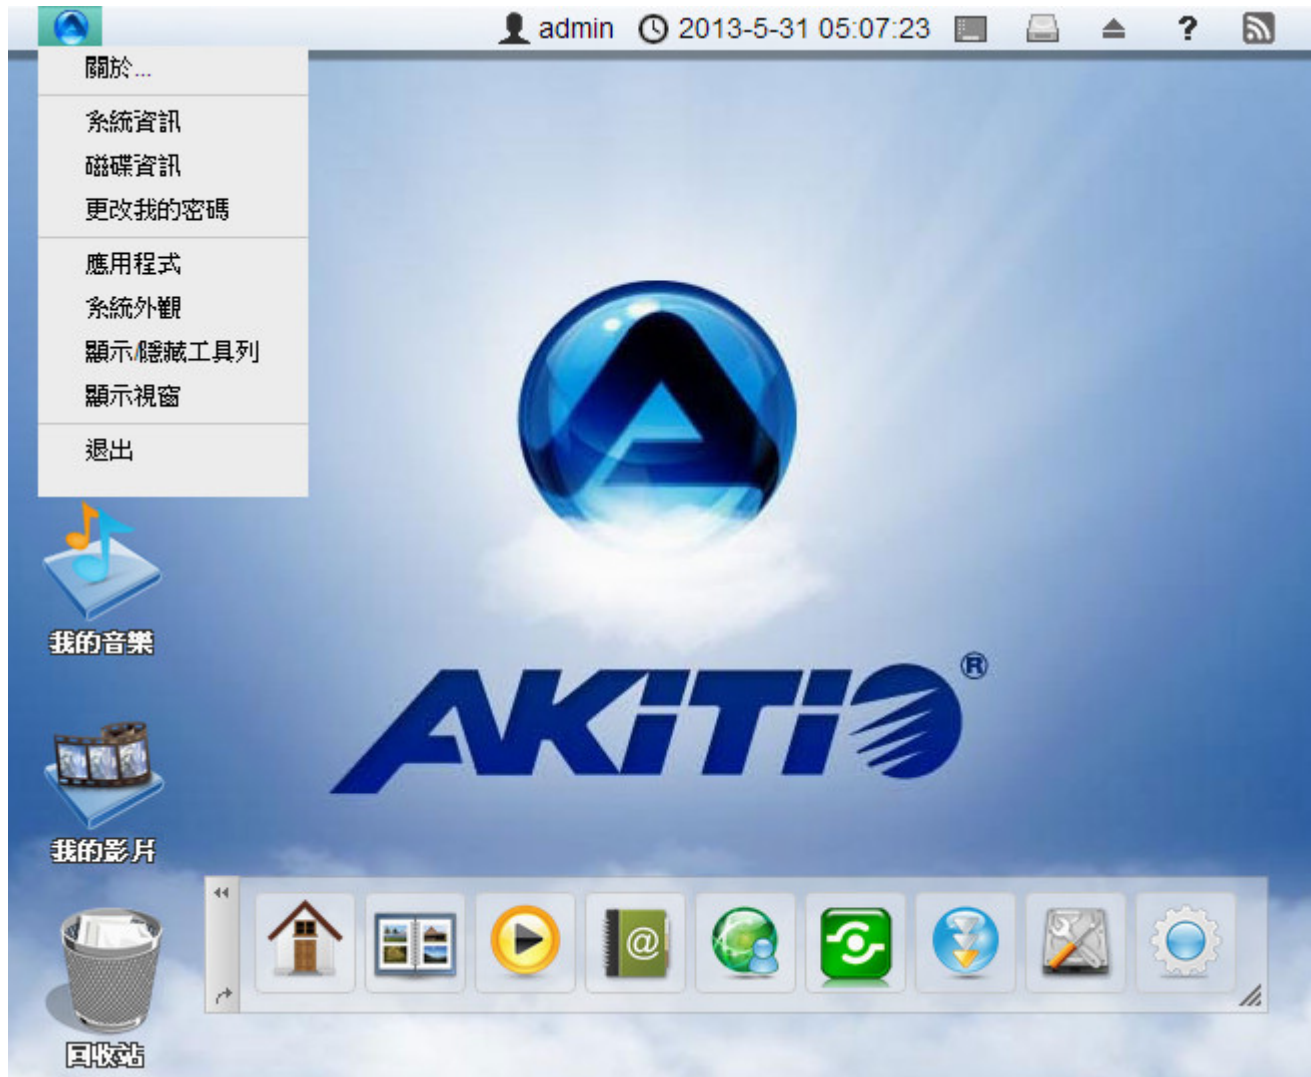 admin 2013-5-31 05:07:23 ?
關於...
系統資訊
磁碟資訊
更改我的密碼
應用程式
系統外觀
顯示/隱藏工具列
顯示視窗
退出
我的音樂
AKiTiO®
我的影片
@
回收站